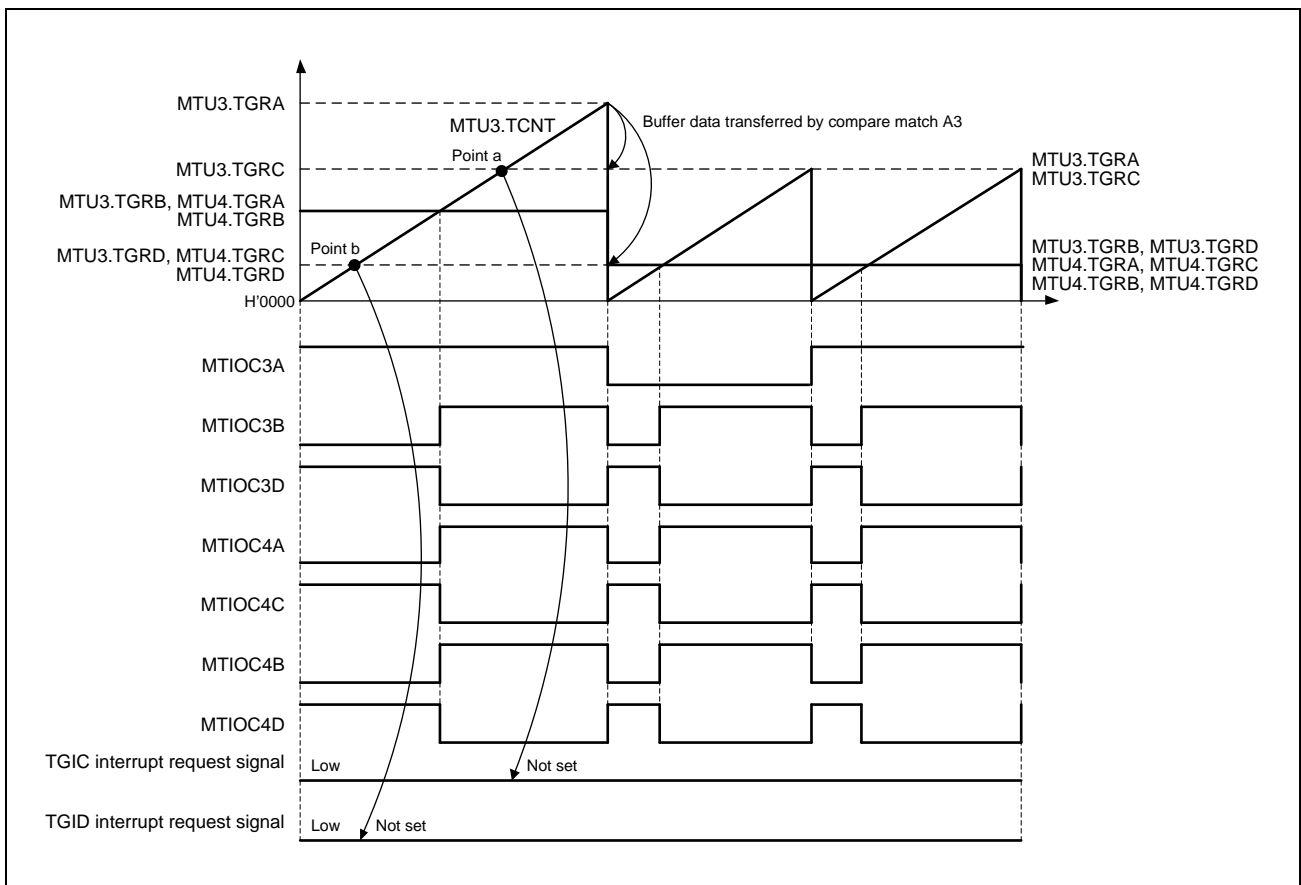 MTU3.TGRA
MTU3.TCNT
Buffer data transferred by compare match A3
Point a
MTU3.TGRC
MTU3.TGRA
MTU3.TGRC
MTU3.TGRB, MTU4.TGRA
MTU4.TGRB
Point b
MTU3.TGRD, MTU4.TGRC
MTU4.TGRD
MTU3.TGRB, MTU3.TGRD
MTU4.TGRA, MTU4.TGRC
MTU4.TGRB, MTU4.TGRD
H'0000
MTIOC3A
MTIOC3B
MTIOC3D
MTIOC4A
MTIOC4C
MTIOC4B
MTIOC4D
TGIC interrupt request signal
Low
Not set
TGID interrupt request signal
Low
Not set